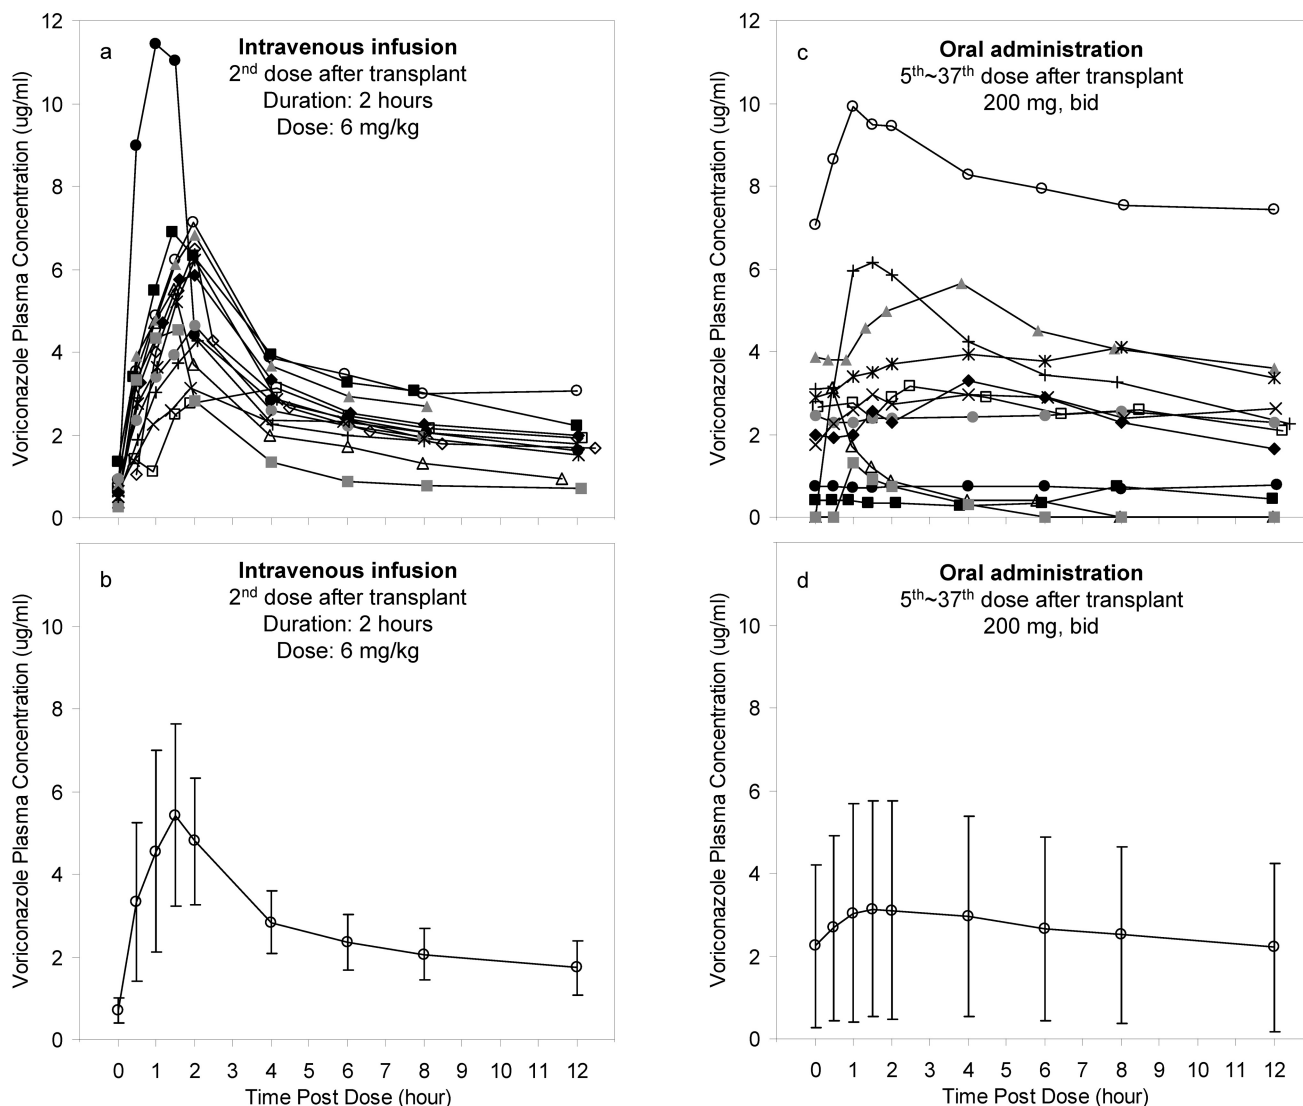 a
Intravenous infusion
2nd dose after transplant
Duration: 2 hours
Dose: 6 mg/kg
Voriconazole Plasma Concentration (ug/ml)
12
10
8
6
4
2
0
c
Oral administration
5th~37th dose after transplant
200 mg, bid
Voriconazole Plasma Concentration (ug/ml)
12
10
8
6
4
2
0
b
Intravenous infusion
2nd dose after transplant
Duration: 2 hours
Dose: 6 mg/kg
Voriconazole Plasma Concentration (ug/ml)
10
8
6
4
2
0
0 1 2 3 4 5 6 7 8 9 10 11 12
Time Post Dose (hour)
d
Oral administration
5th~37th dose after transplant
200 mg, bid
Voriconazole Plasma Concentration (ug/ml)
10
8
6
4
2
0
0 1 2 3 4 5 6 7 8 9 10 11 12
Time Post Dose (hour)